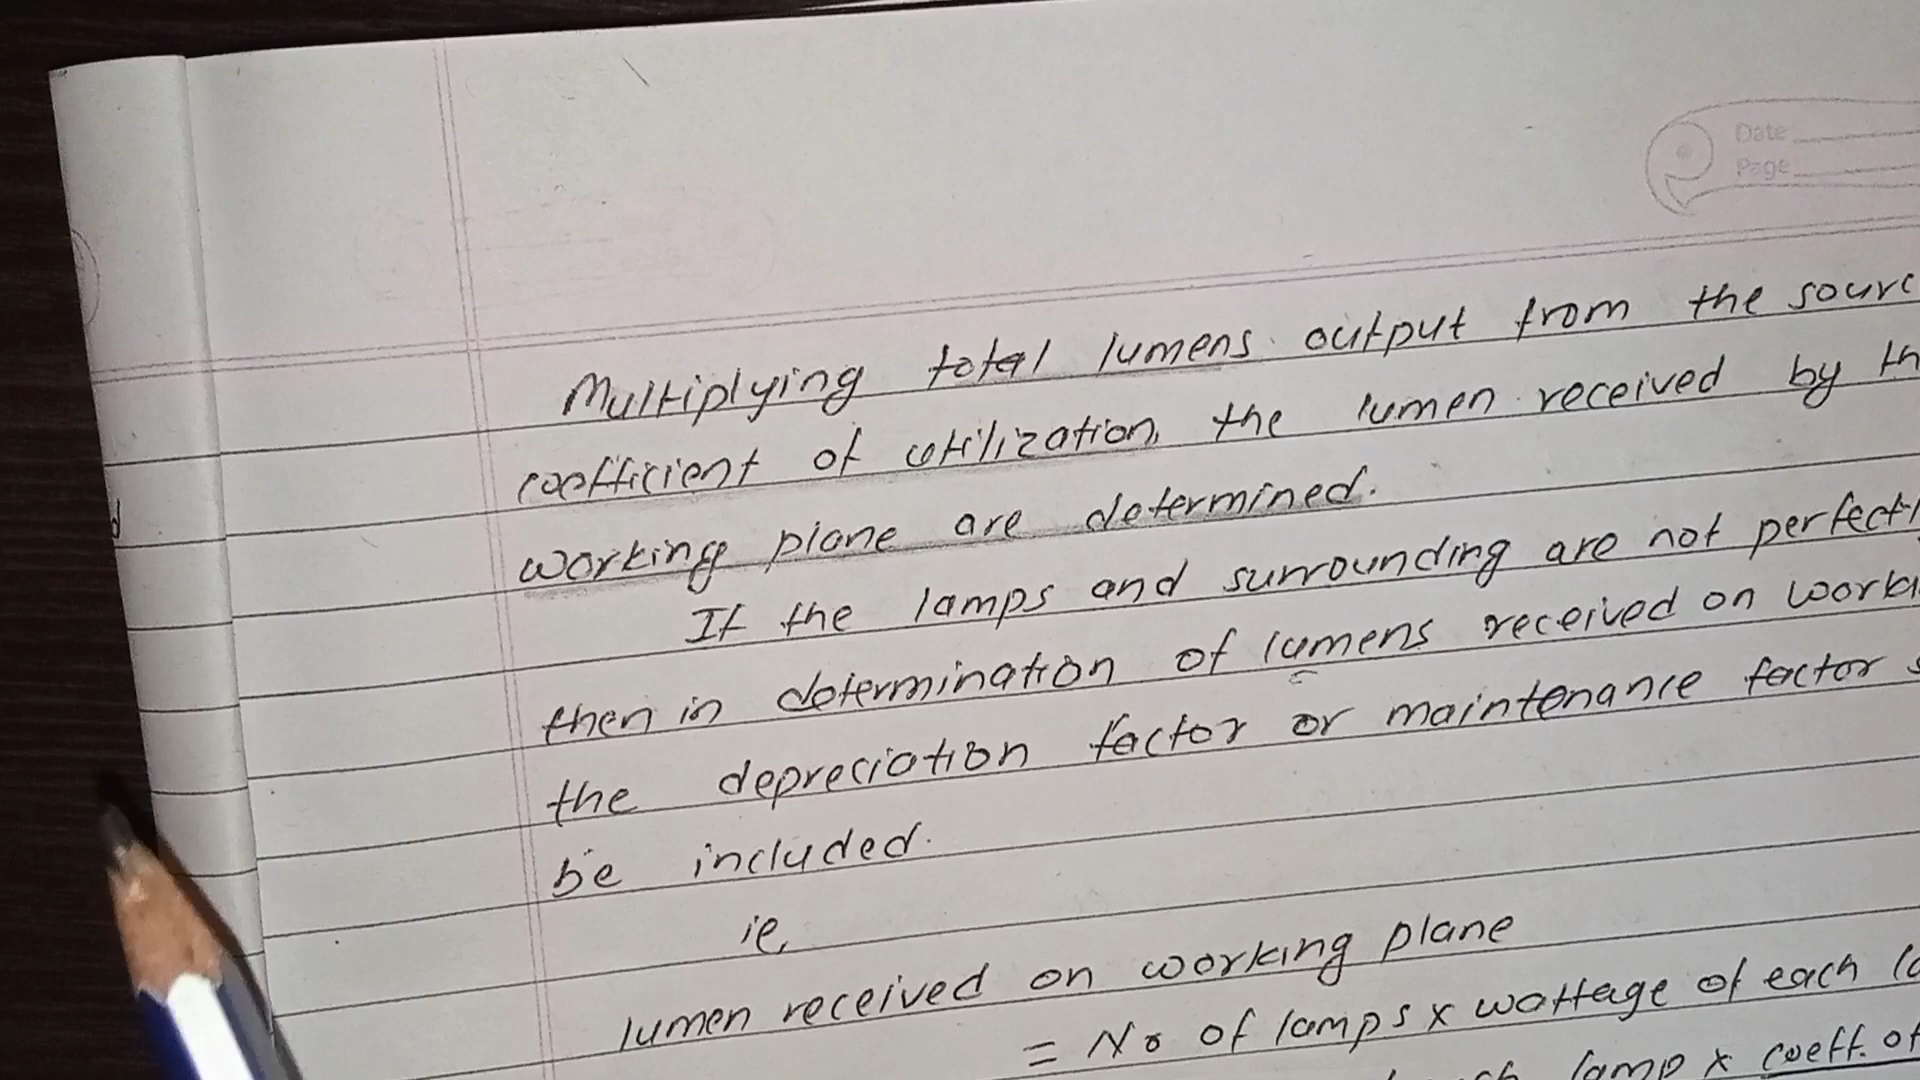 Date
Page
Multiplying total lumens output from the sourc
coefficient of utilization, the lumen received by th
working plane are determined.
If the lamps and surrounding are not perfectl
then in determination of lumens received on worki
the depreciation factor or maintenance factor s
be included.
ie,
lumen received on working plane
= No of lamps x wattage of each la
lamp x coeff. of